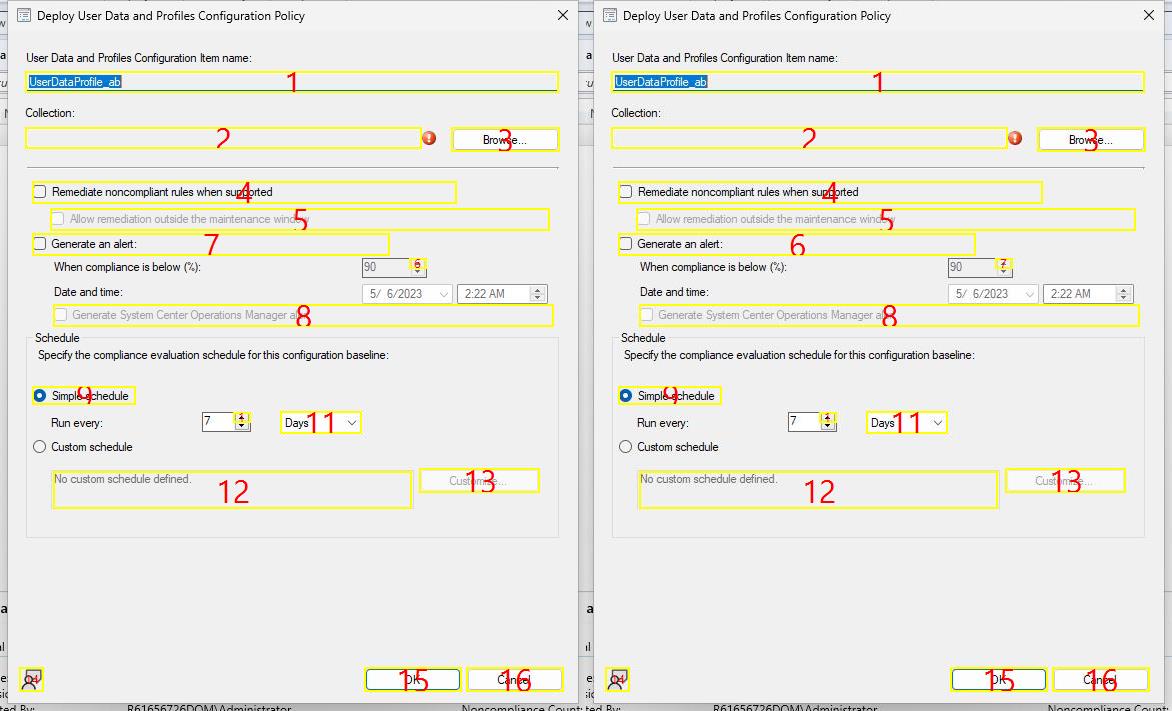 Deploy User Data and Profiles Configuration Policy
User Data and Profiles Configuration Item name:
UserDataProfile_ab 1
Collection:
2 Browse... 3
Remediate noncompliant rules when supported 4
Allow remediation outside the maintenance window 5
Generate an alert: 7
When compliance is below (%): 90 6
Date and time: 5/ 6/2023 2:22 AM
Generate System Center Operations Manager 8
Schedule
Specify the compliance evaluation schedule for this configuration baseline:
Simple schedule 9
Run every: 7 Days 11
Custom schedule
No custom schedule defined. 12 Customize... 13
OK 15 Cancel 16
Deploy User Data and Profiles Configuration Policy
User Data and Profiles Configuration Item name:
UserDataProfile_ab 1
Collection:
2 Browse... 3
Remediate noncompliant rules when supported 4
Allow remediation outside the maintenance window 5
Generate an alert: 6
When compliance is below (%): 90 7
Date and time: 5/ 6/2023 2:22 AM
Generate System Center Operations Manager 8
Schedule
Specify the compliance evaluation schedule for this configuration baseline:
Simple schedule 9
Run every: 7 Days 11
Custom schedule
No custom schedule defined. 12 Customize... 13
OK 15 Cancel 16
R61656726DOM\Administrator Noncompliance Count: ted By: R61656726DOM\Administrator Noncompliance Count: